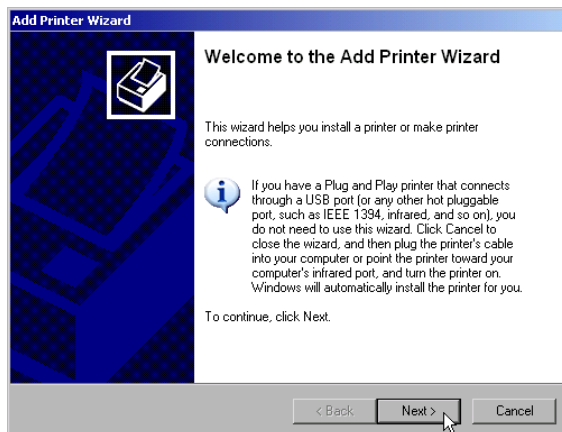 Add Printer Wizard
Welcome to the Add Printer Wizard
This wizard helps you install a printer or make printer
connections.
If you have a Plug and Play printer that connects
through a USB port (or any other hot pluggable
port, such as IEEE 1394, infrared, and so on), you
do not need to use this wizard. Click Cancel to
close the wizard, and then plug the printer's cable
into your computer or point the printer toward your
computer's infrared port, and turn the printer on.
Windows will automatically install the printer for you.
To continue, click Next.
< Back
Next >
Cancel